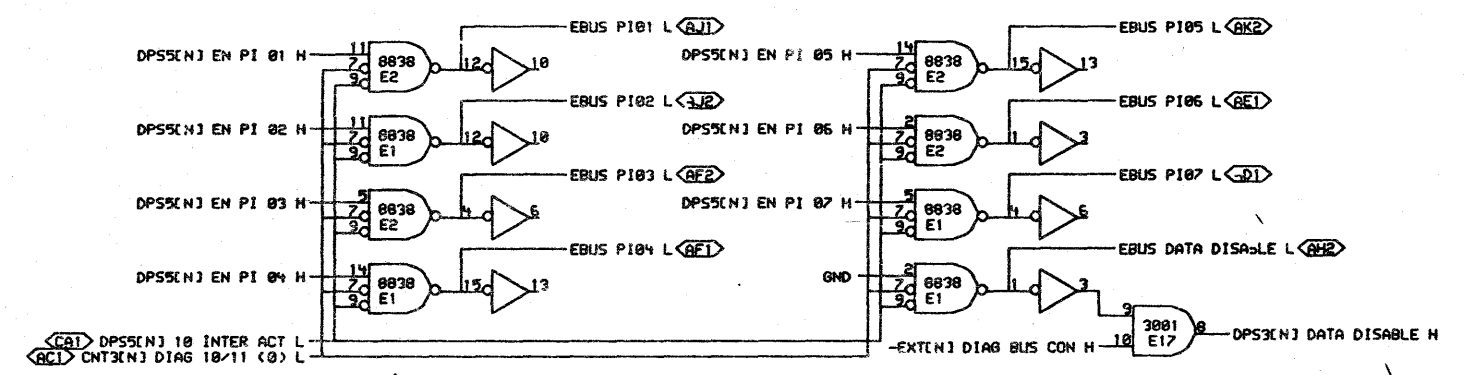 EBUS PI01 L AJ1
DPS5[N] EN PI 01 H
11
7
9
8838
E2
12
10
EBUS PI02 L
DPS5[N] EN PI 02 H
11
7
9
8838
E1
12
10
EBUS PI03 L AF2
DPS5[N] EN PI 03 H
5
7
9
8838
E2
4
6
EBUS PI04 L AF1
DPS5[N] EN PI 04 H
14
7
9
8838
E1
15
13
CA1 DPS5[N] 10 INTER ACT L
AC1 CNT3[N] DIAG 10/11 (0) L
EBUS PI05 L AK2
DPS5[N] EN PI 05 H
14
7
9
8838
E2
15
13
EBUS PI06 L AE1
DPS5[N] EN PI 06 H
2
7
9
8838
E2
1
3
EBUS PI07 L
DPS5[N] EN PI 07 H
5
7
9
8838
E1
4
6
EBUS DATA DISABLE L AH2
GND
2
7
9
8838
E1
1
3
9
3001
E17
8
DPS3[N] DATA DISABLE H
-EXT[N] DIAG BUS CON H
10